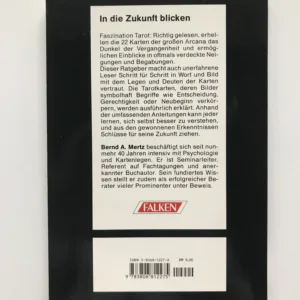 In die Zukunft blicken
Faszination Tarot: Richtig gelesen, erhel-
len die 22 Karten der großen Arcana das
Dunkel der Vergangenheit und ermög-
lichen Einblicke in oftmals verdeckte Nei-
gungen und Begabungen.
Dieser Ratgeber macht auch unerfahrene
Leser Schritt für Schritt in Wort und Bild
mit dem Legen und Deuten der Karten
vertraut. Die Tarotkarten, deren Bilder
symbolhaft Begriffe wie Entscheidung,
Gerechtigkeit oder Neubeginn verkör-
pern, werden ausführlich erklärt. Anhand
der umfassenden Anleitungen kann jeder
lernen, sich selbst besser zu verstehen,
und aus den gewonnenen Erkenntnissen
Schlüsse für seine Zukunft ziehen.
Bernd A. Mertz beschäftigt sich seit nun-
mehr 40 Jahren intensiv mit Psychologie
und Kartenlegen. Er ist Seminarleiter,
Referent auf Fachtagungen und aner-
kannter Buchautor. Sein fundiertes Wis-
sen stellt er zudem als erfolgreicher Be-
rater vieler Prominenter unter Beweis.
FALKEN